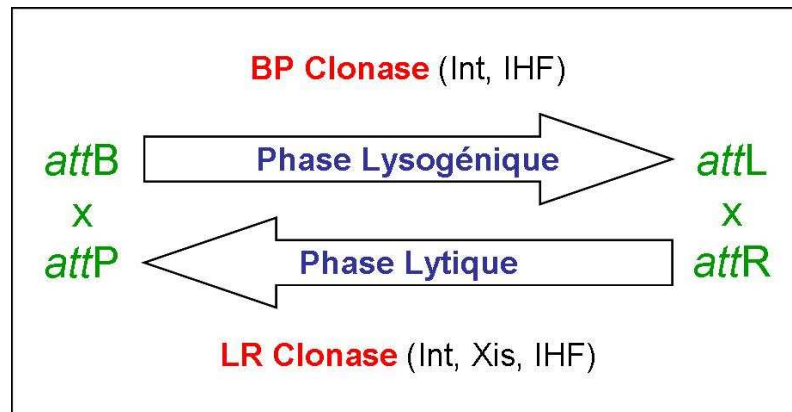 BP Clonase (Int, IHF)
attB Phase Lysogénique attL
x x
attP Phase Lytique attR
LR Clonase (Int, Xis, IHF)